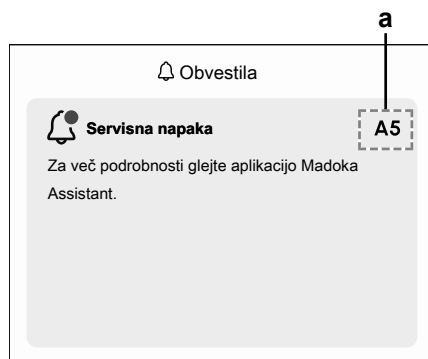 a
Obvestila
Servisna napaka A5
Za več podrobnosti glejte aplikacijo Madoka
Assistant.